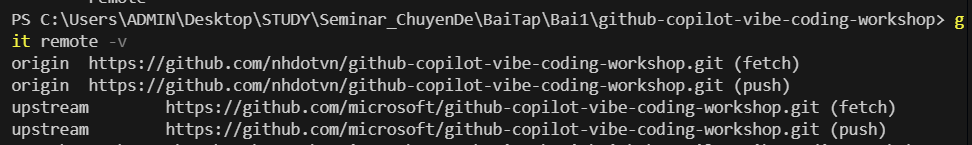 remote
PS C:\Users\ADMIN\Desktop\STUDY\Seminar_ChuyenDe\BaiTap\Bai1\github-copilot-vibe-coding-workshop> g
it remote -v
origin  https://github.com/nhdotvn/github-copilot-vibe-coding-workshop.git (fetch)
origin  https://github.com/nhdotvn/github-copilot-vibe-coding-workshop.git (push)
upstream        https://github.com/microsoft/github-copilot-vibe-coding-workshop.git (fetch)
upstream        https://github.com/microsoft/github-copilot-vibe-coding-workshop.git (push)